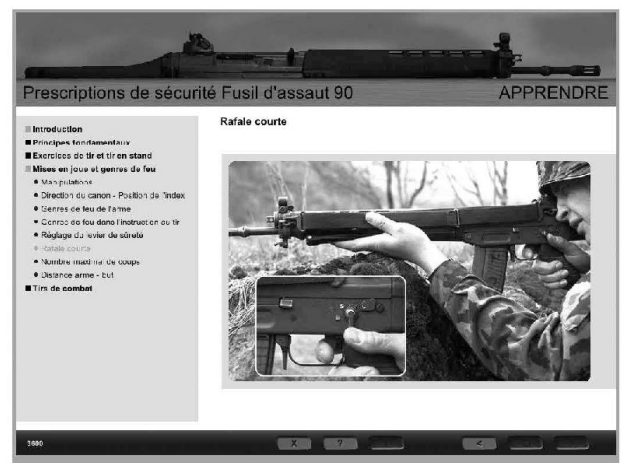 Prescriptions de sécurité Fusil d'assaut 90
APPRENDRE
Introduction
Principes fondamentaux
Exercices de tir et tir en stand
Mises en joue et genres de feu
Manipulations
Direction du canon - Position de l'index
Genres de feu de l'arme
Genres de feu dans l'instruction au tir
Réglage du levier de sûreté
Rafale courte
Nombre maximal de coups
Distance arme - but
Tirs de combat
Rafale courte
3600
X
?
<